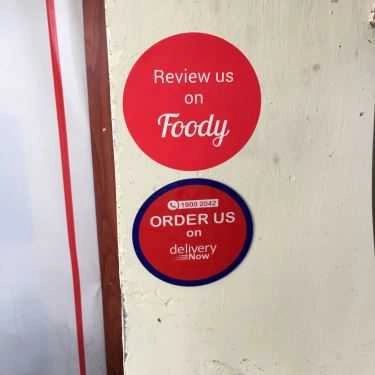 Review us
on
Foody
1900 2042
ORDER US
on
delivery
Now